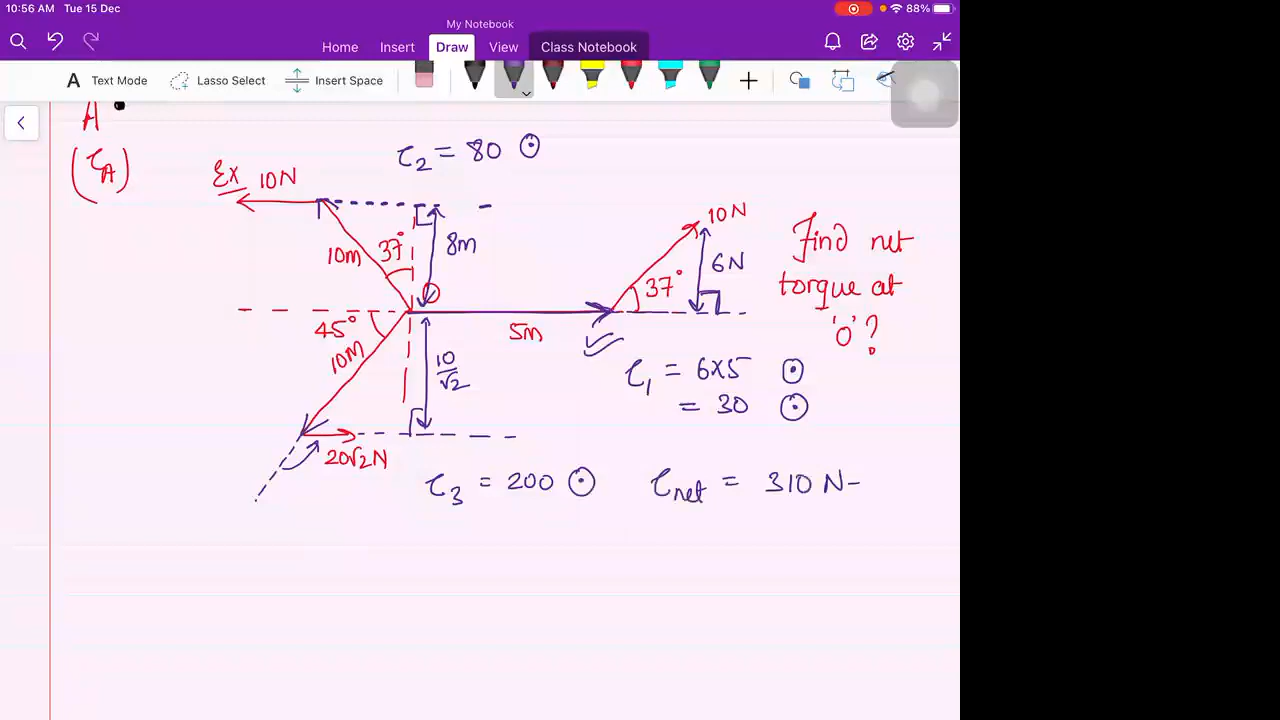 10:56 AM Tue 15 Dec
88%
My Notebook
Home Insert Draw View Class Notebook
Text Mode Lasso Select Insert Space
A
(τA)
τ2 = 80 ⊙
Ex 10N
10m 37° 8m
10N
6N
37°
Find net
torque at
'O'?
O
45°
5m
10m
10/√2
τ1 = 6×5 ⊙
= 30 ⊙
20√2N
τ3 = 200 ⊙
τnet = 310 N-